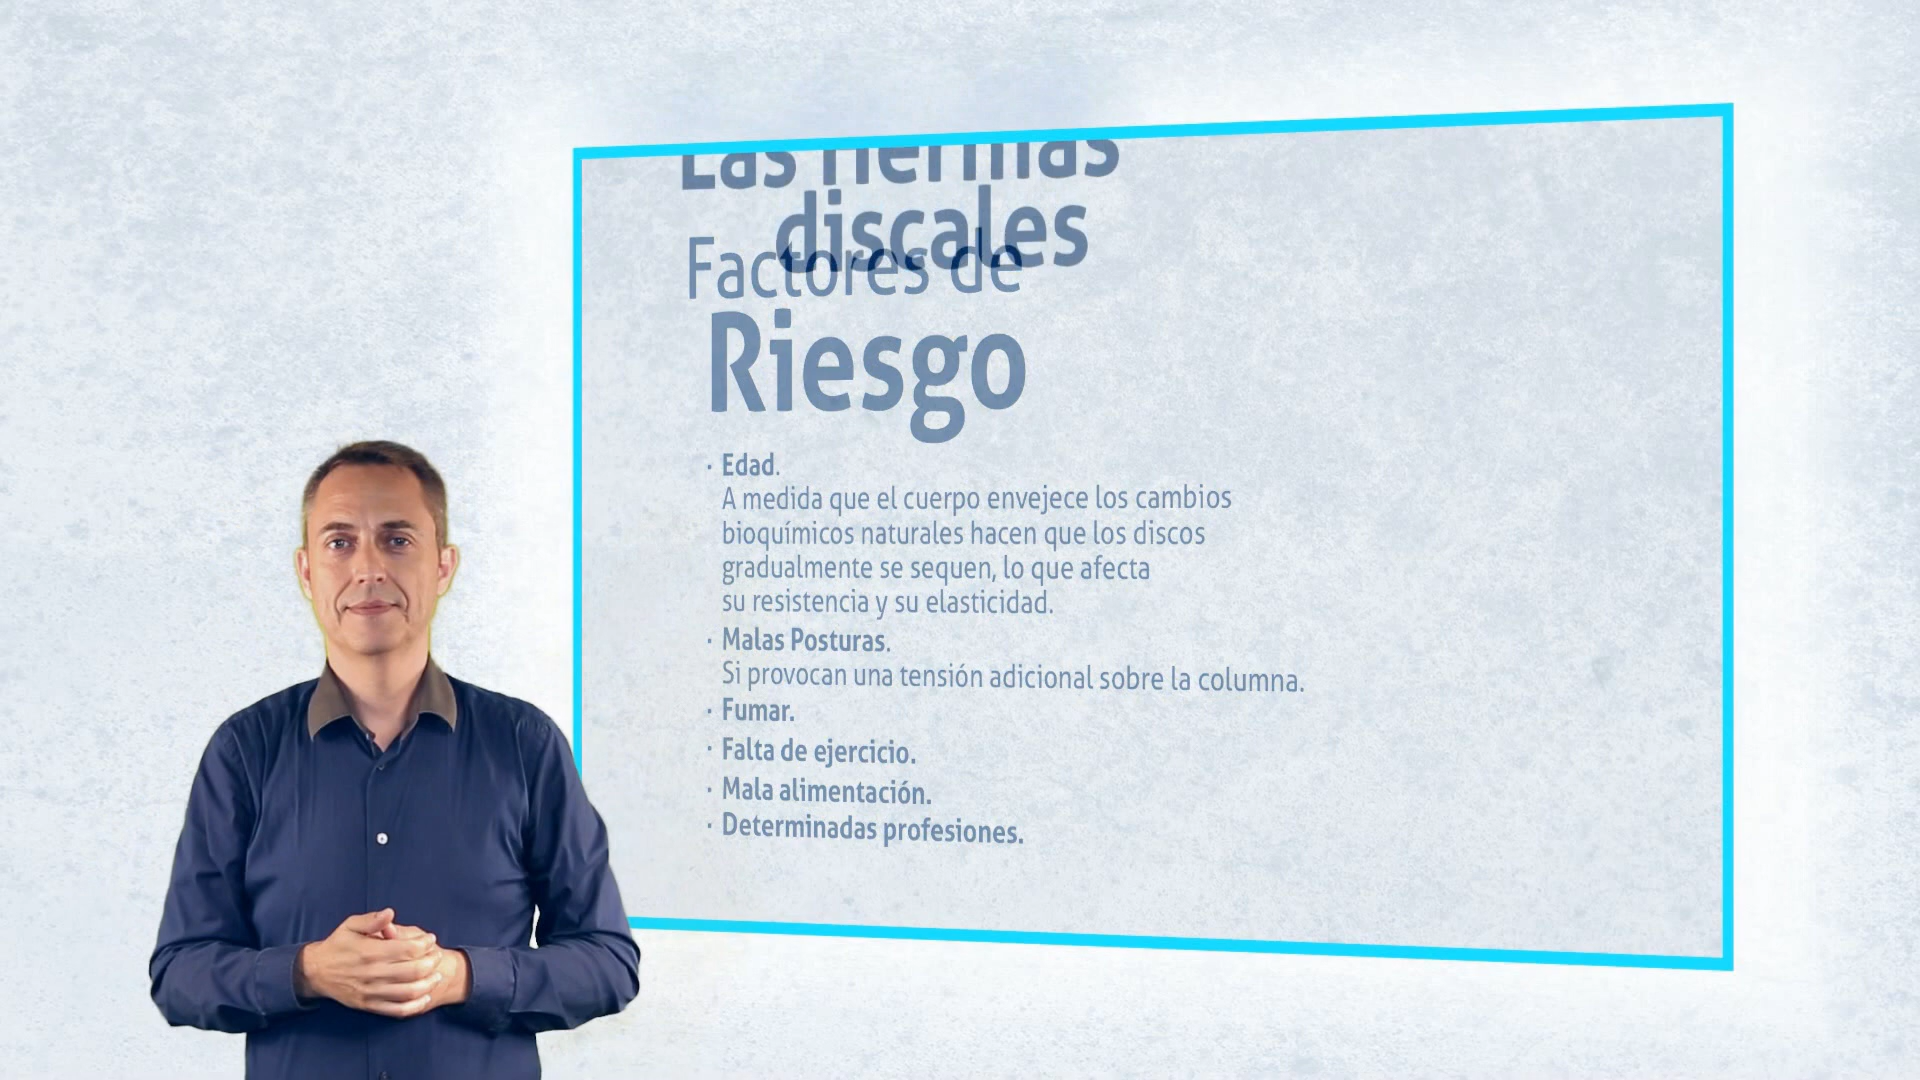 Las Hernias
discales
Factores de
Riesgo
· Edad.
A medida que el cuerpo envejece los cambios
bioquímicos naturales hacen que los discos
gradualmente se sequen, lo que afecta
su resistencia y su elasticidad.
· Malas Posturas.
Si provocan una tensión adicional sobre la columna.
· Fumar.
· Falta de ejercicio.
· Mala alimentación.
· Determinadas profesiones.